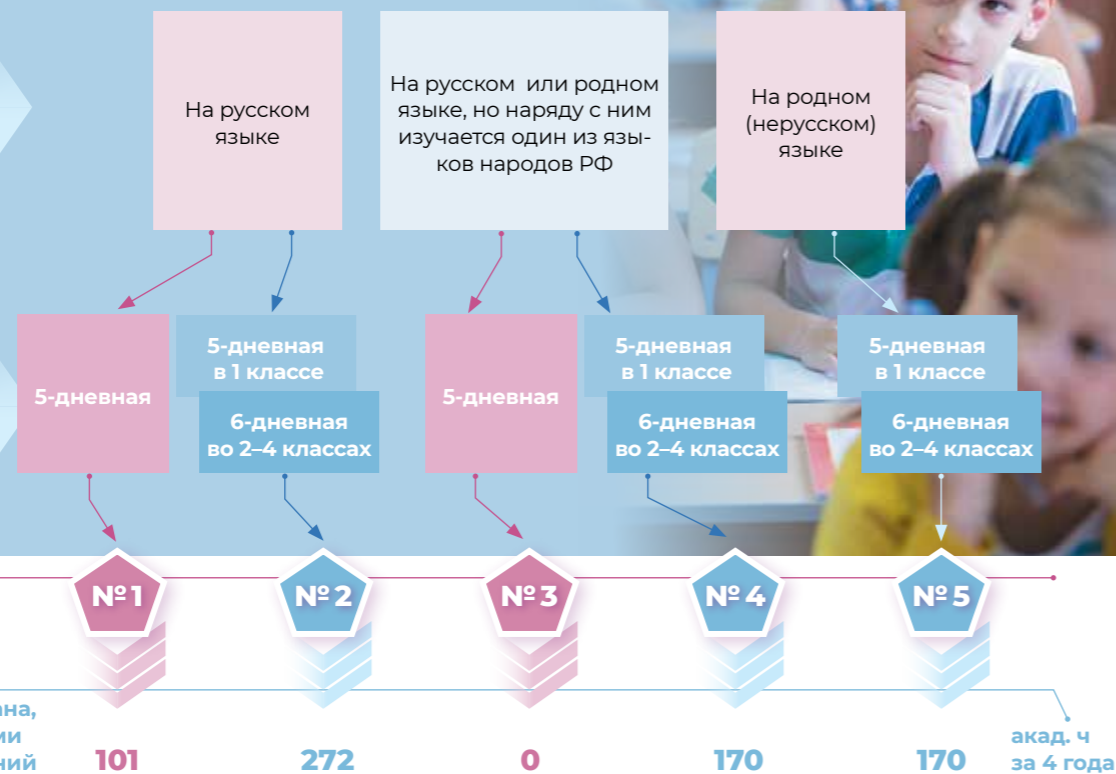 На русском
языке
На русском или родном
языке, но наряду с ним
изучается один из язы-
ков народов РФ
На родном
(нерусском)
языке
5-дневная
5-дневная
в 1 классе
6-дневная
во 2–4 классах
5-дневная
5-дневная
в 1 классе
6-дневная
во 2–4 классах
5-дневная
в 1 классе
6-дневная
во 2–4 классах
№ 1
№ 2
№ 3
№ 4
№ 5
101
272
0
170
170
акад. ч
за 4 года